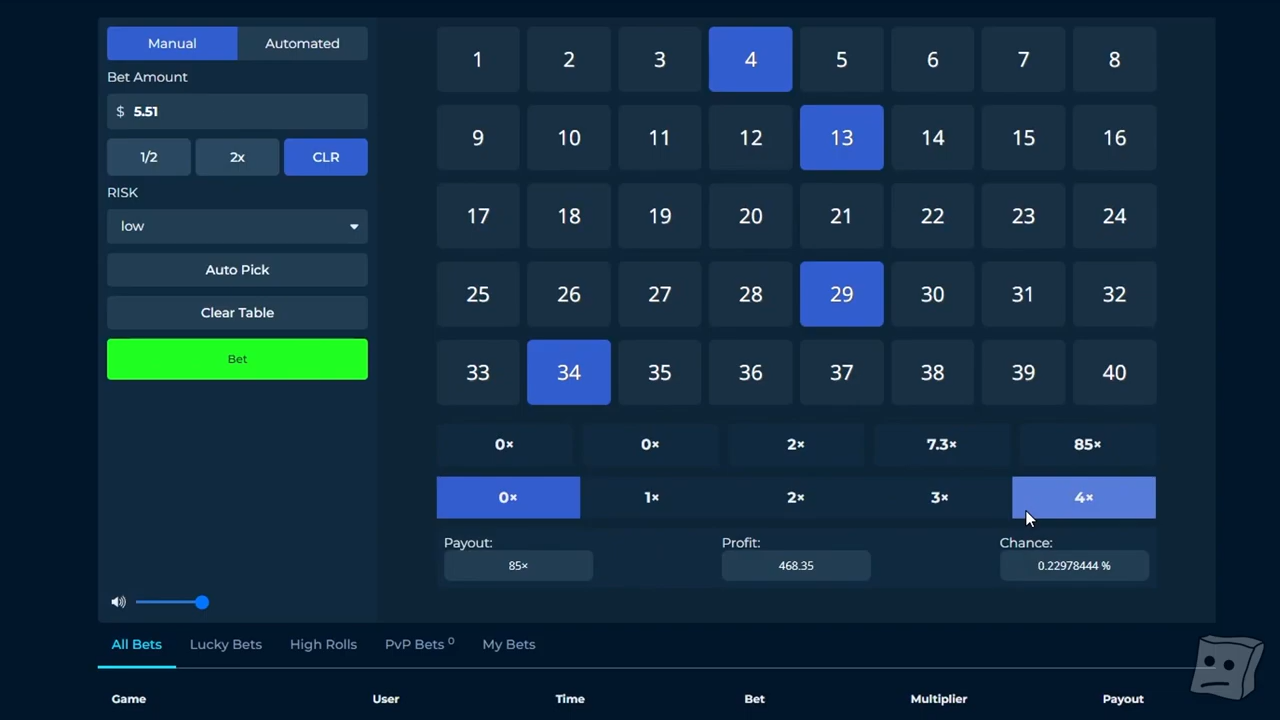 Manual Automated
Bet Amount
$ 5.51
1/2 2x CLR
RISK
low
Auto Pick
Clear Table
Bet
1 2 3 4 5 6 7 8
9 10 11 12 13 14 15 16
17 18 19 20 21 22 23 24
25 26 27 28 29 30 31 32
33 34 35 36 37 38 39 40
0× 0× 2× 7.3× 85×
0× 1× 2× 3× 4×
Payout: Profit: Chance:
85× 468.35 0.22978444 %
All Bets Lucky Bets High Rolls PvP Bets 0 My Bets
Game User Time Bet Multiplier Payout